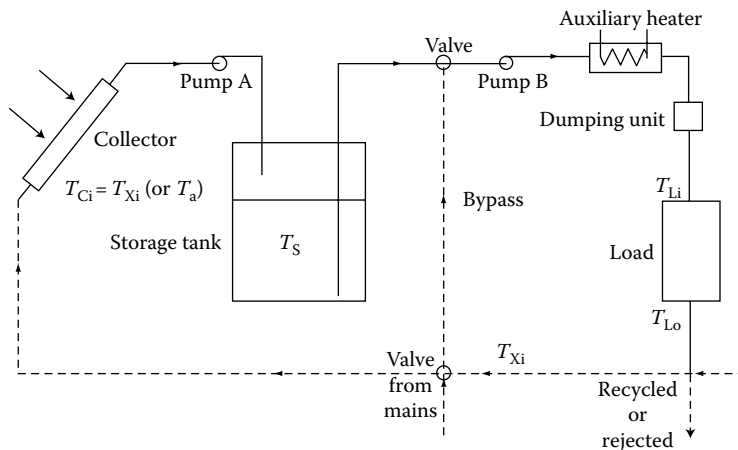 Auxiliary heater
Valve
Pump A
Pump B
Dumping unit
Collector
T_Ci = T_Xi (or T_a)
T_Li
Bypass
Storage tank
T_S
Load
T_Lo
T_Xi
Valve
from
mains
Recycled
or
rejected